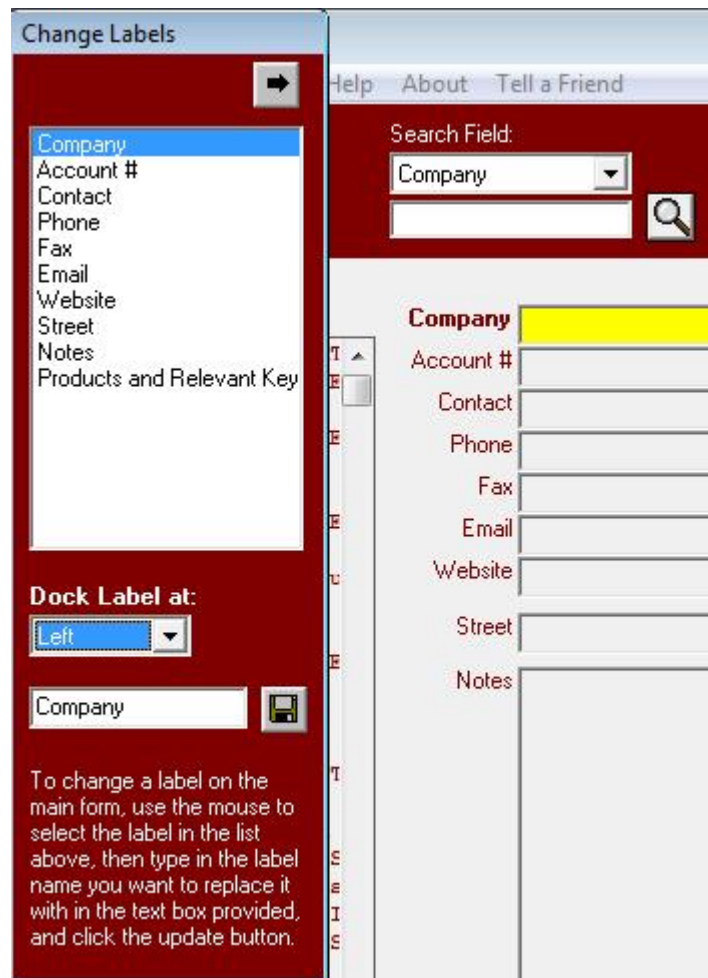 Change Labels
Help About Tell a Friend
Search Field:
Company
Company
Account #
Contact
Phone
Fax
Email
Website
Street
Notes
Products and Relevant Key
Dock Label at:
Left
Company
To change a label on the
main form, use the mouse to
select the label in the list
above, then type in the label
name you want to replace it
with in the text box provided,
and click the update button.
Company
Account #
Contact
Phone
Fax
Email
Website
Street
Notes